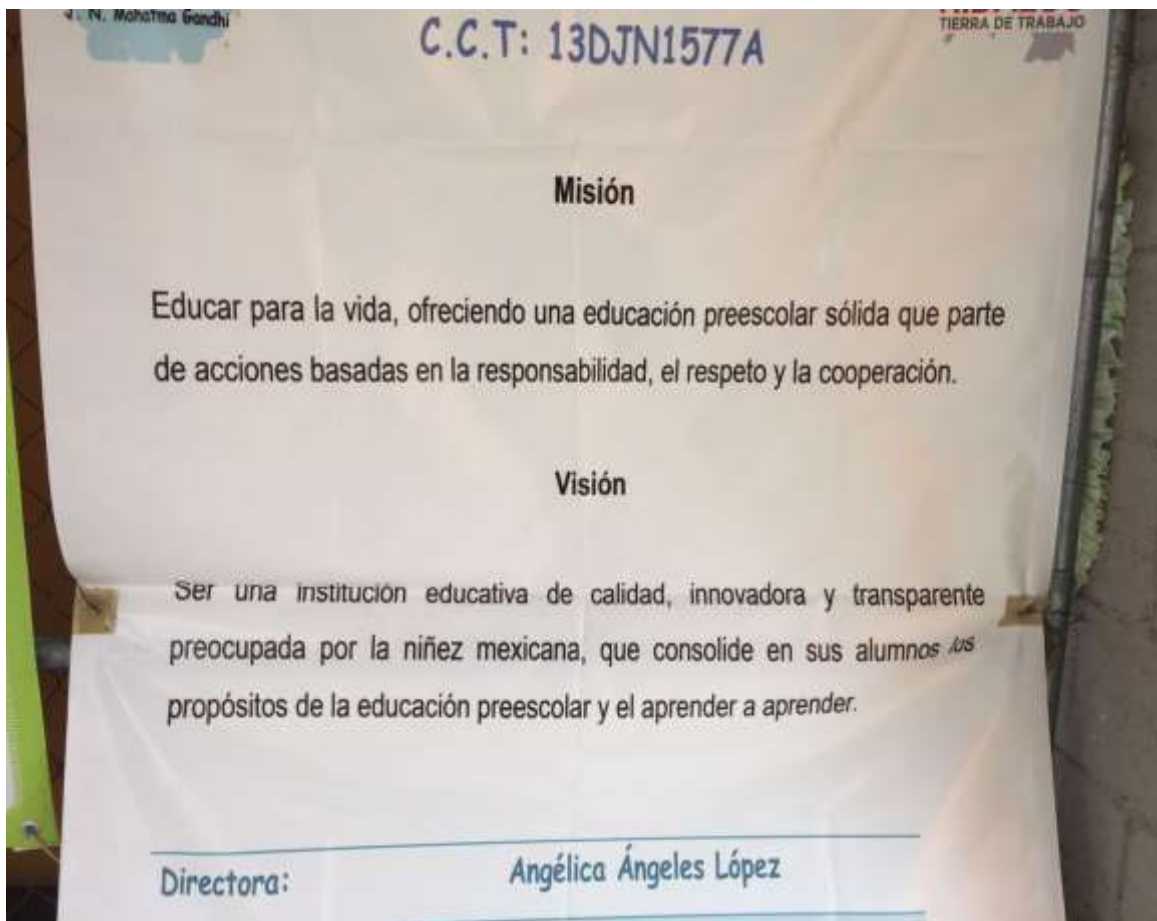 J. N. Mahatma Gandhi
TIERRA DE TRABAJO
C.C.T: 13DJN1577A
Misión
Educar para la vida, ofreciendo una educación preescolar sólida que parte
de acciones basadas en la responsabilidad, el respeto y la cooperación.
Visión
Ser una institución educativa de calidad, innovadora y transparente
preocupada por la niñez mexicana, que consolide en sus alumnos los
propósitos de la educación preescolar y el aprender a aprender.
Directora: Angélica Ángeles López